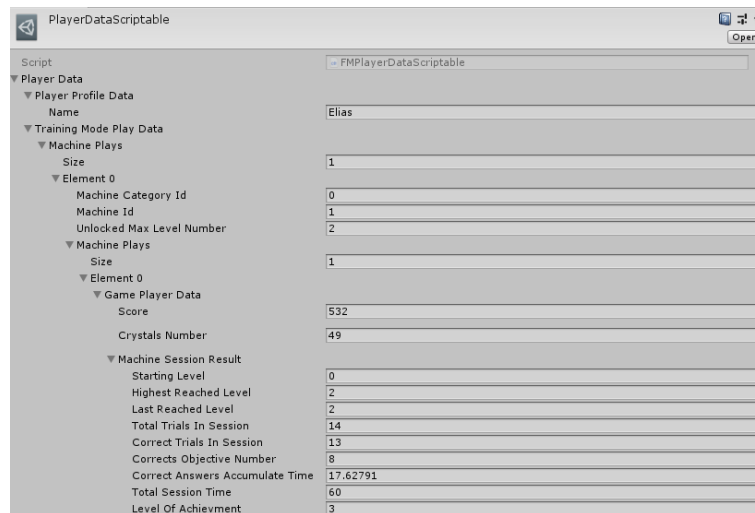 PlayerDataScriptable
Open
Script FMPlayerDataScriptable
Player Data
Player Profile Data
Name Elias
Training Mode Play Data
Machine Plays
Size 1
Element 0
Machine Category Id 0
Machine Id 1
Unlocked Max Level Number 2
Machine Plays
Size 1
Element 0
Game Player Data
Score 532
Crystals Number 49
Machine Session Result
Starting Level 0
Highest Reached Level 2
Last Reached Level 2
Total Trials In Session 14
Correct Trials In Session 13
Corrects Objective Number 8
Correct Answers Accumulate Time 17.62791
Total Session Time 60
Level Of Achievment 3